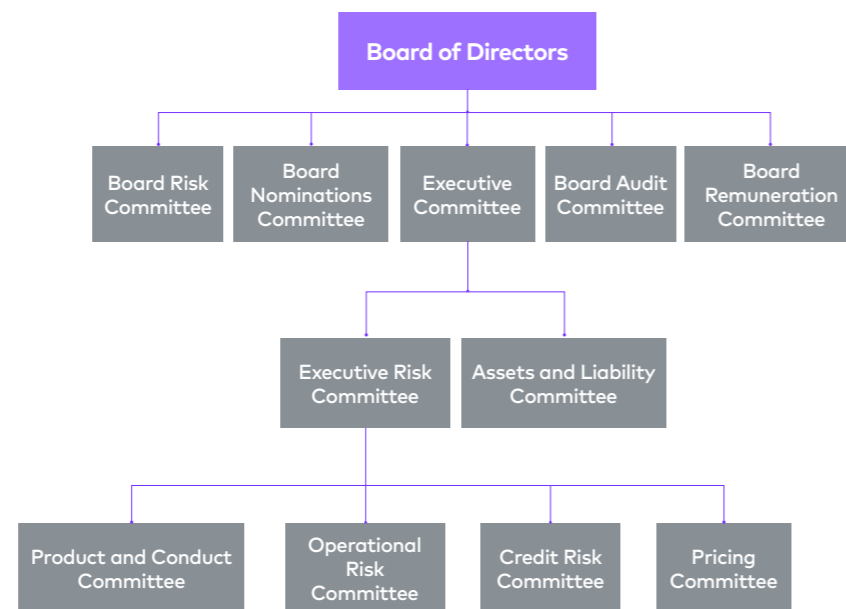 Board of Directors
Board Risk
Committee
Board
Nominations
Committee
Executive
Committee
Board Audit
Committee
Board
Remuneration
Committee
Executive Risk
Committee
Assets and Liability
Committee
Product and Conduct
Committee
Operational
Risk
Committee
Credit Risk
Committee
Pricing
Committee